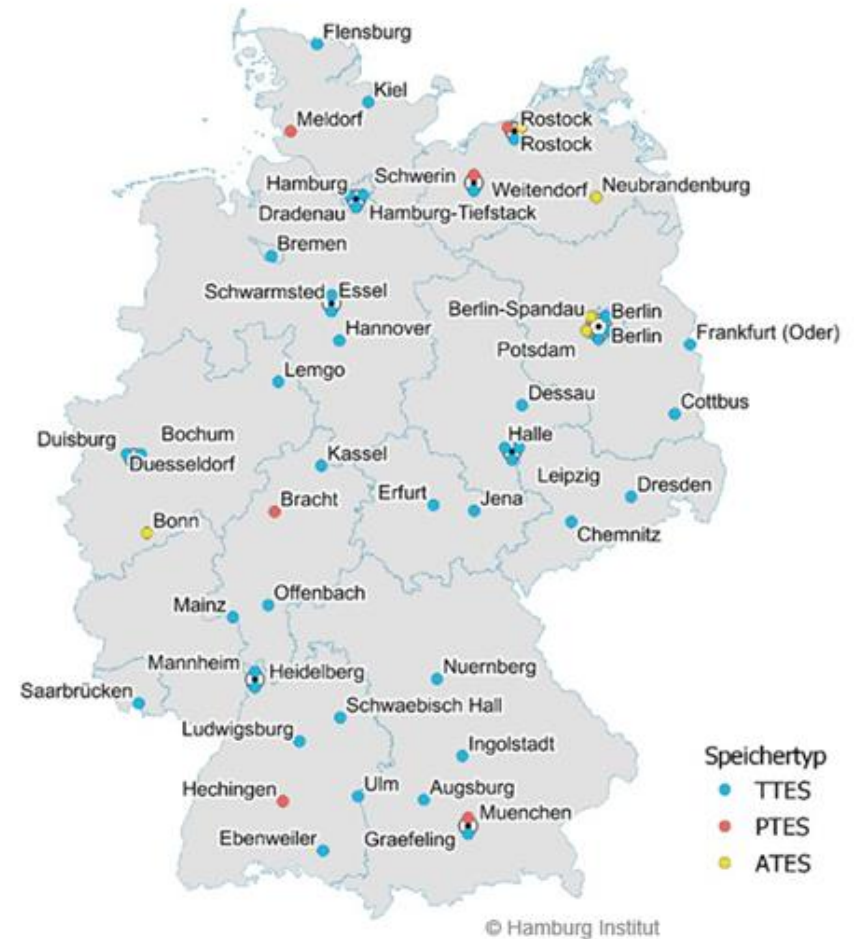 Flensburg
Kiel
Meldorf
Rostock
Rostock
Schwerin
Hamburg
Weitendorf
Neubrandenburg
Dradenau
Hamburg-Tiefstack
Bremen
Schwarmsted
Essel
Berlin-Spandau
Berlin
Hannover
Berlin
Frankfurt (Oder)
Potsdam
Lemgo
Dessau
Cottbus
Duisburg
Bochum
Halle
Duesseldorf
Kassel
Leipzig
Dresden
Bracht
Erfurt
Jena
Bonn
Chemnitz
Offenbach
Mainz
Mannheim
Heidelberg
Nuernberg
Saarbrücken
Schwaebisch Hall
Ludwigsburg
Ingolstadt
Speichertyp
Hechingen
Ulm
Augsburg
TTES
Muenchen
PTES
Ebenweiler
Graefeling
ATES
© Hamburg Institut